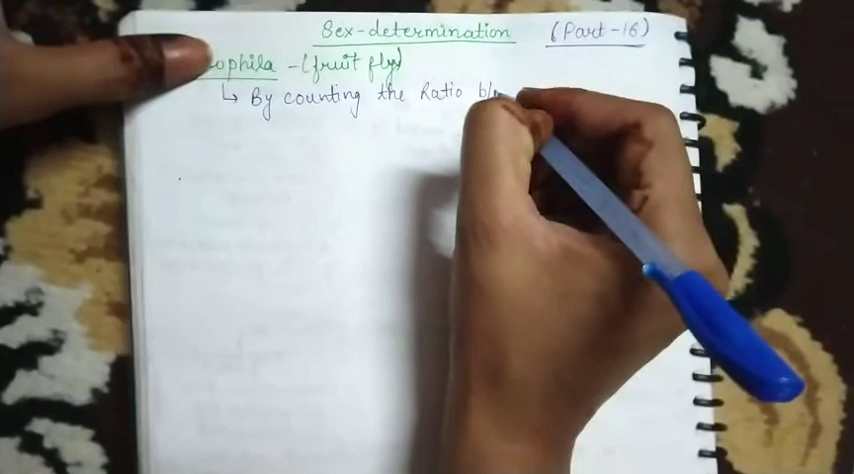 Sex-determination (Part-16)
ophila - (fruit fly)
↳ By counting the Ratio b/